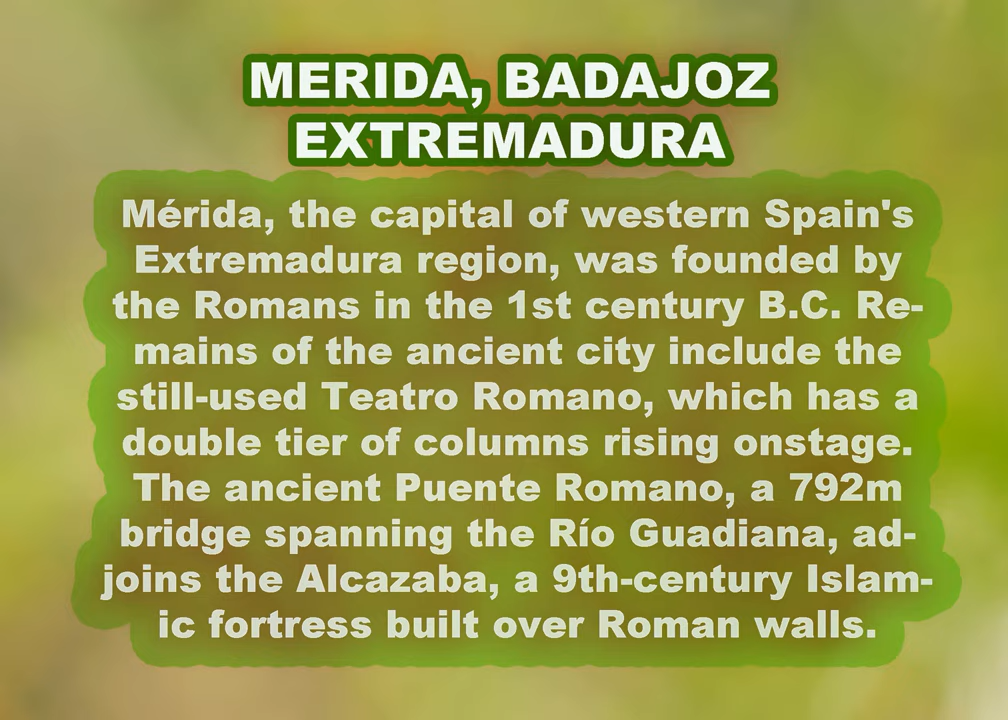 MERIDA, BADAJOZ
EXTREMADURA
Mérida, the capital of western Spain's
Extremadura region, was founded by
the Romans in the 1st century B.C. Re-
mains of the ancient city include the
still-used Teatro Romano, which has a
double tier of columns rising onstage.
The ancient Puente Romano, a 792m
bridge spanning the Río Guadiana, ad-
joins the Alcazaba, a 9th-century Islam-
ic fortress built over Roman walls.